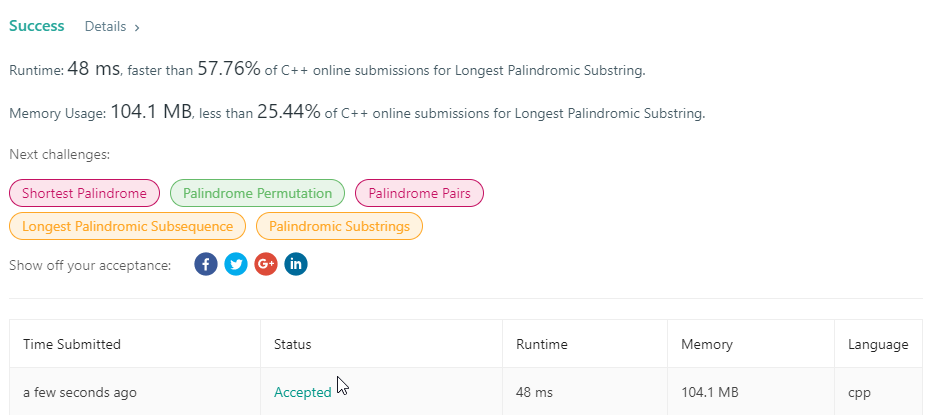 Success Details ›
Runtime: 48 ms, faster than 57.76% of C++ online submissions for Longest Palindromic Substring.
Memory Usage: 104.1 MB, less than 25.44% of C++ online submissions for Longest Palindromic Substring.
Next challenges:
Shortest Palindrome Palindrome Permutation Palindrome Pairs
Longest Palindromic Subsequence Palindromic Substrings
Show off your acceptance: f G+ in
Time Submitted Status Runtime Memory Language
a few seconds ago Accepted 48 ms 104.1 MB cpp